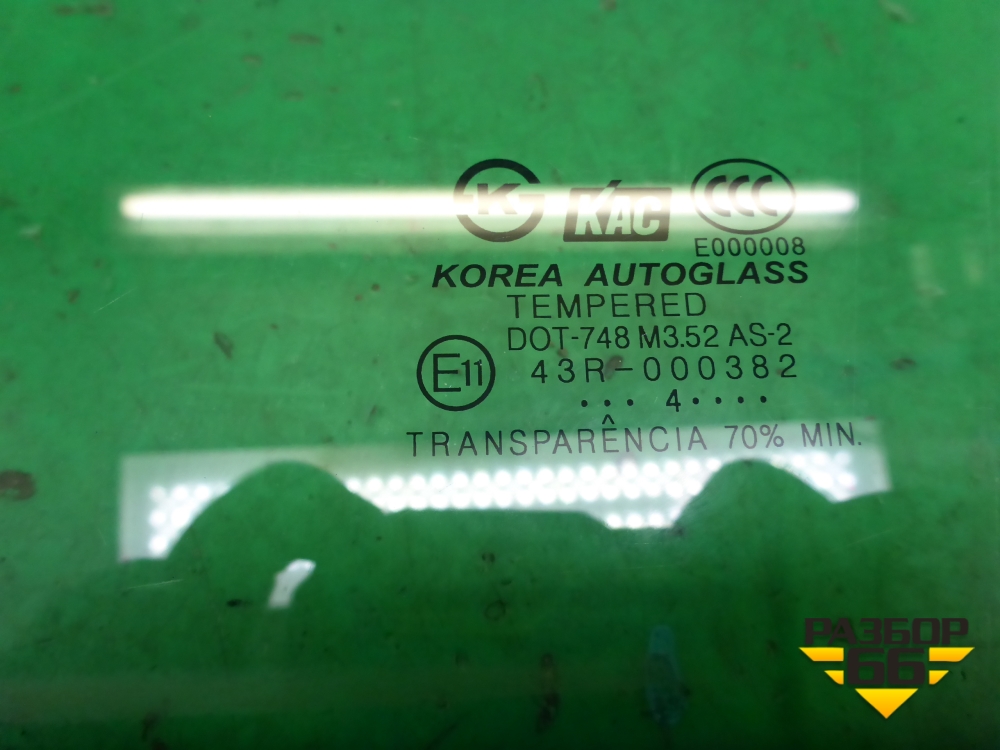 K KAC CCC
E000008
KOREA AUTOGLASS
TEMPERED
DOT-748 M3.52 AS-2
E11 43R-000382
••• 4••••
TRANSPARÊNCIA 70% MIN.
РАЗБОР
66